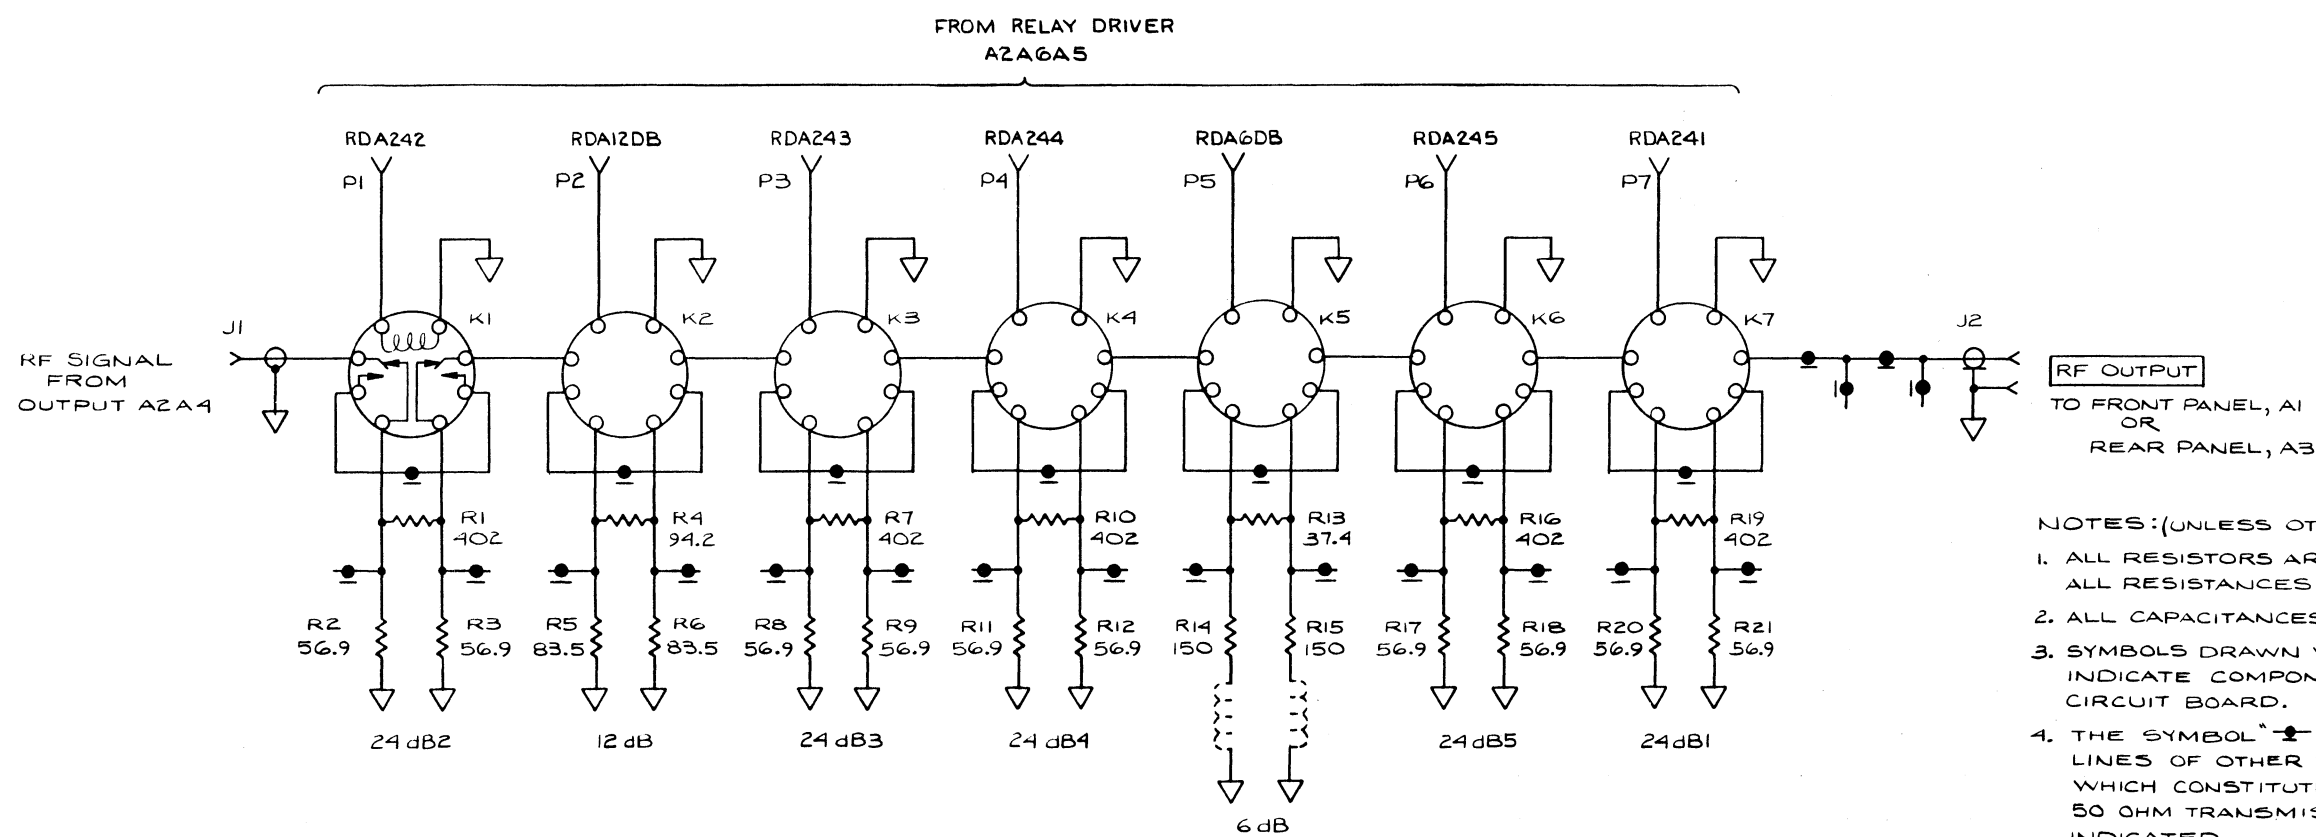 FROM RELAY DRIVER
A2A6A5
RDA242
RDA12DB
RDA243
RDA244
RDA6DB
RDA245
RDA241
P1
P2
P3
P4
P5
P6
P7
K1
K2
K3
K4
K5
K6
K7
J1
J2
RF SIGNAL
FROM
OUTPUT A2A4
RF OUTPUT
TO FRONT PANEL, A1
OR
REAR PANEL, A3
R1
402
R4
94.2
R7
402
R10
402
R13
37.4
R16
402
R19
402
R2
56.9
R3
56.9
R5
83.5
R6
83.5
R8
56.9
R9
56.9
R11
56.9
R12
56.9
R14
150
R15
150
R17
56.9
R18
56.9
R20
56.9
R21
56.9
24 dB2
12 dB
24 dB3
24 dB4
6 dB
24 dB5
24 dB1
NOTES: (UNLESS OT
1. ALL RESISTORS AR
ALL RESISTANCES
2. ALL CAPACITANCES
3. SYMBOLS DRAWN
INDICATE COMPON
CIRCUIT BOARD.
4. THE SYMBOL "
LINES OF OTHER
WHICH CONSTITUT
50 OHM TRANSMIS
INDICATED